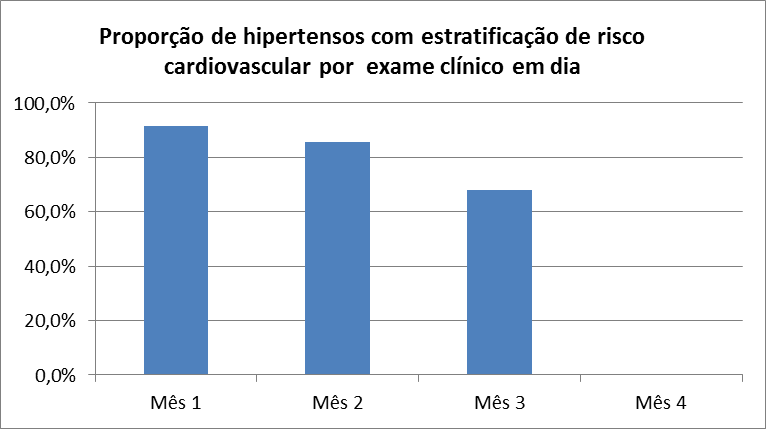 Proporção de hipertensos com estratificação de risco
cardiovascular por  exame clínico em dia
100,0%
80,0%
60,0%
40,0%
20,0%
0,0%
Mês 1
Mês 2
Mês 3
Mês 4